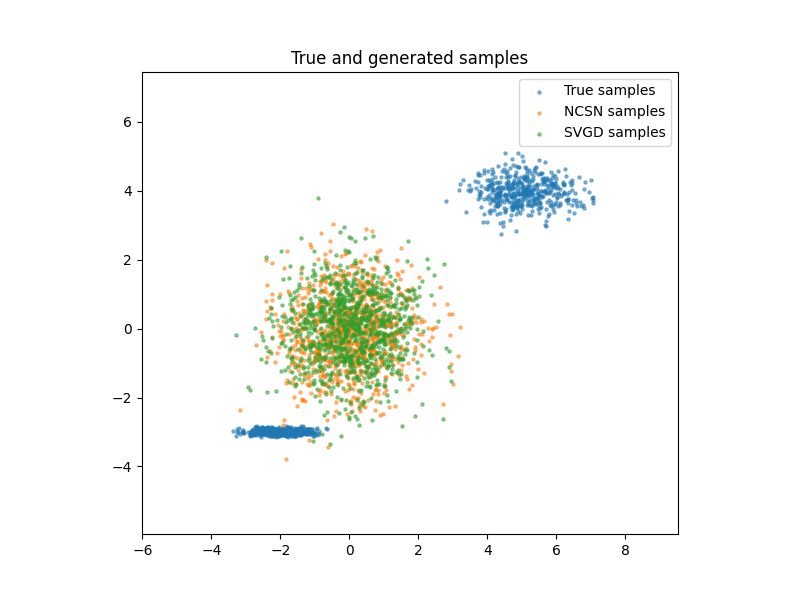 True and generated samples
True samples
NCSN samples
SVGD samples
6
4
2
0
−2
−4
−6 −4 −2 0 2 4 6 8